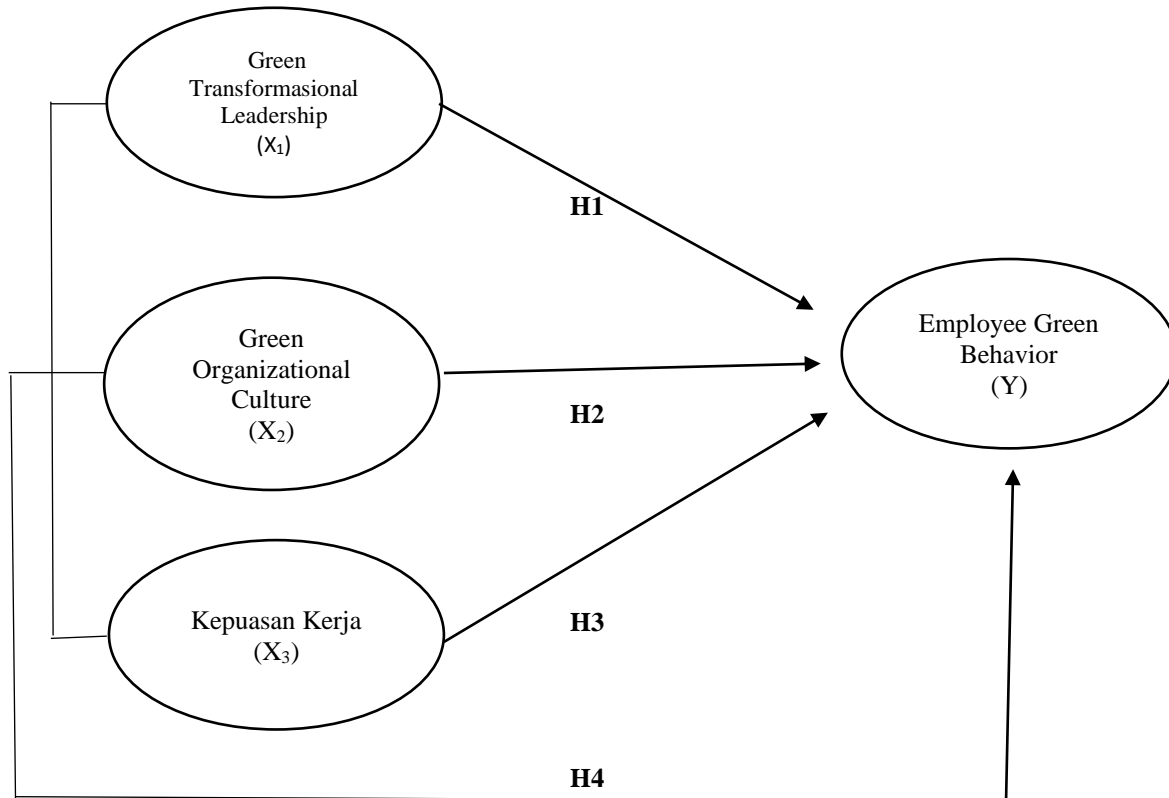 Green
Transformasional
Leadership
(X₁)
H1
Green
Organizational
Culture
(X₂)
H2
Employee Green
Behavior
(Y)
Kepuasan Kerja
(X₃)
H3
H4